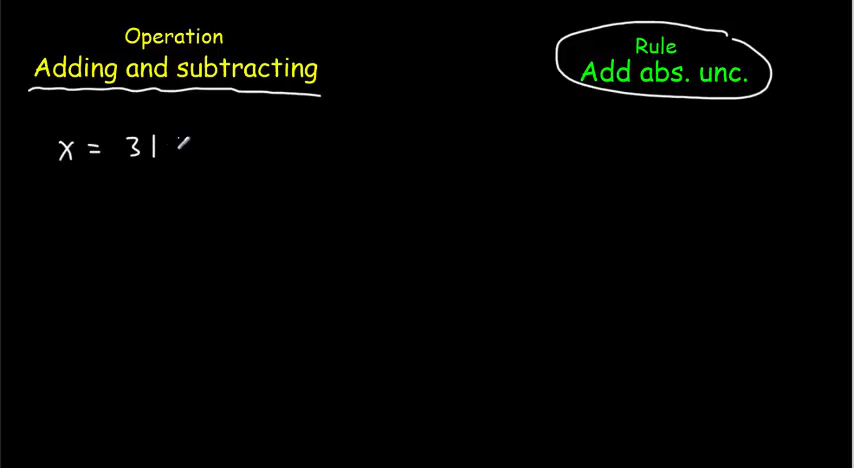 Operation
Adding and subtracting
Rule
Add abs. unc.
x = 31